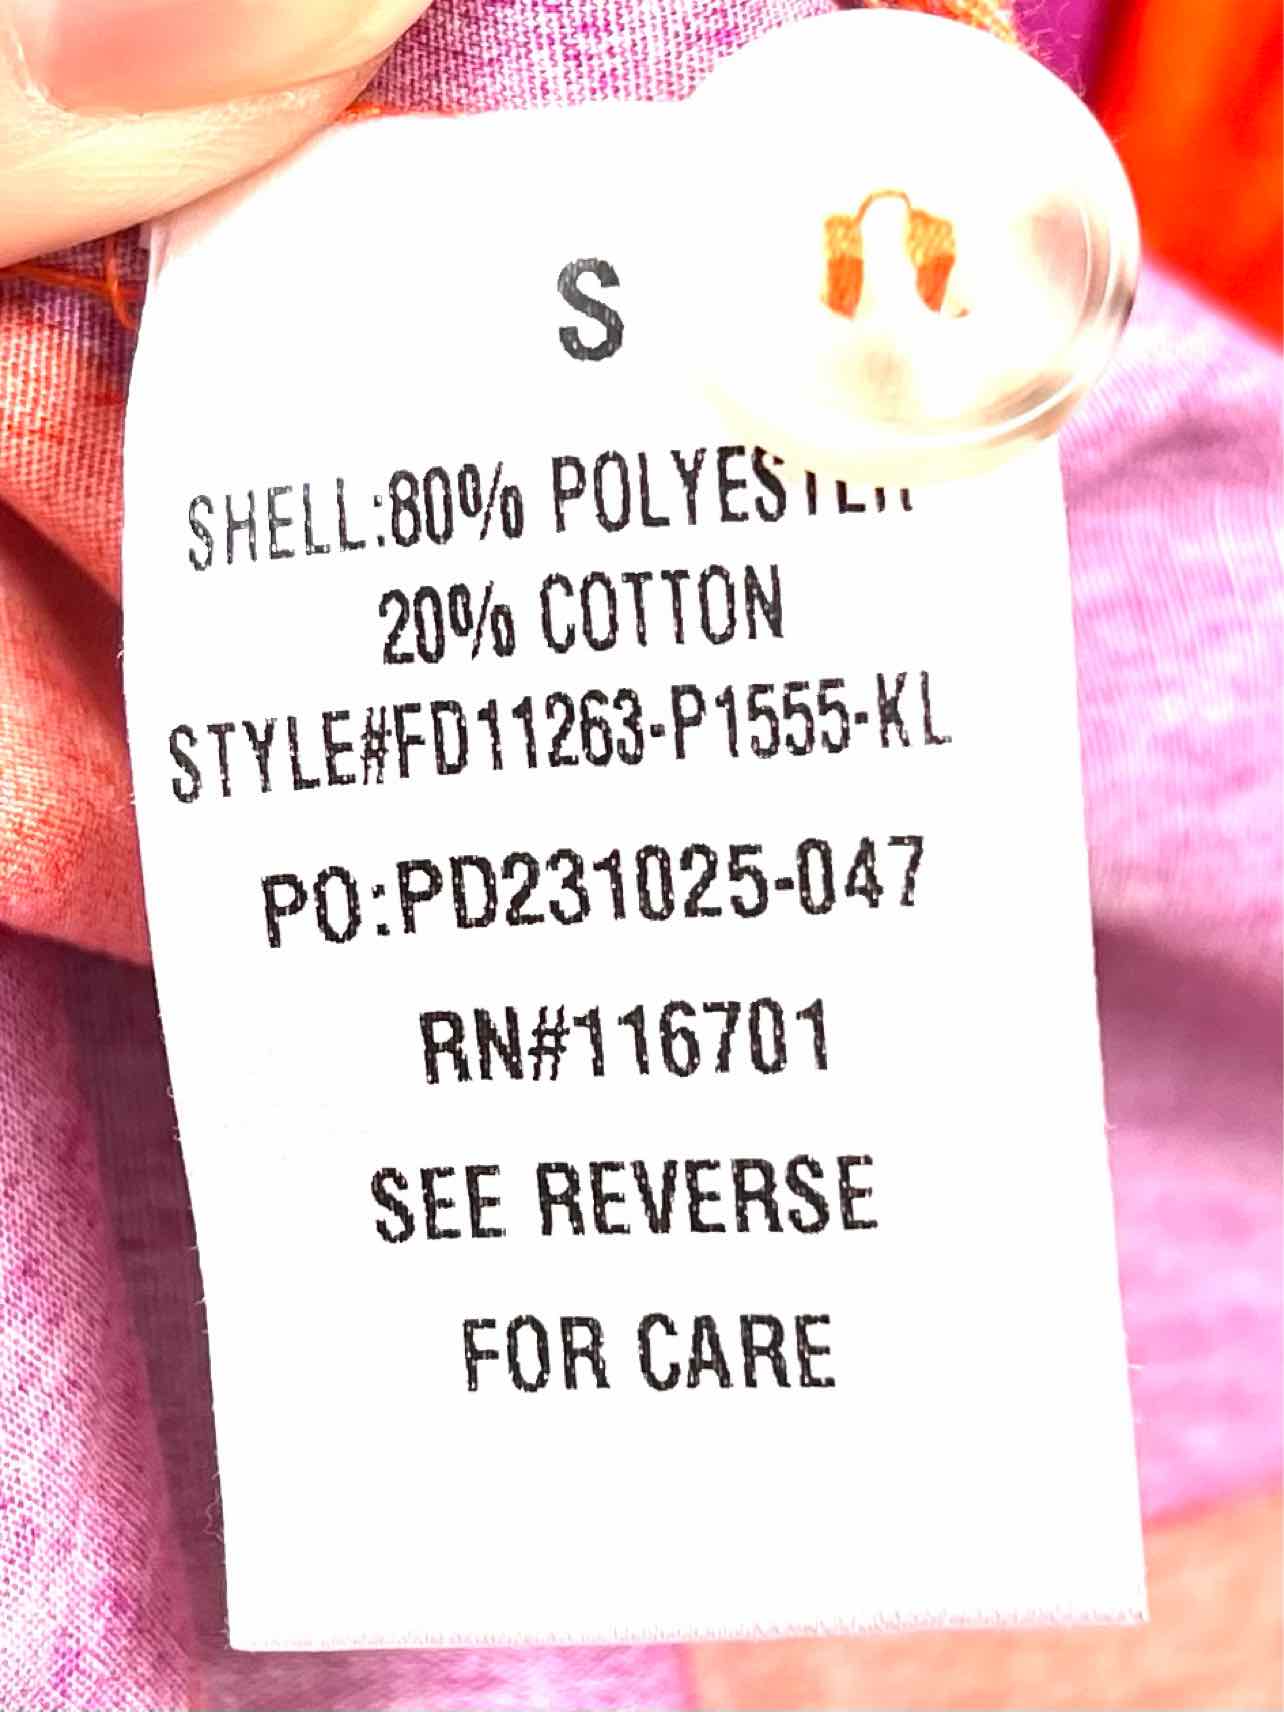 S
SHELL:80% POLYESTER
20% COTTON
STYLE#FD11263-P1555-KL
PO:PD231025-047
RN#116701
SEE REVERSE
FOR CARE